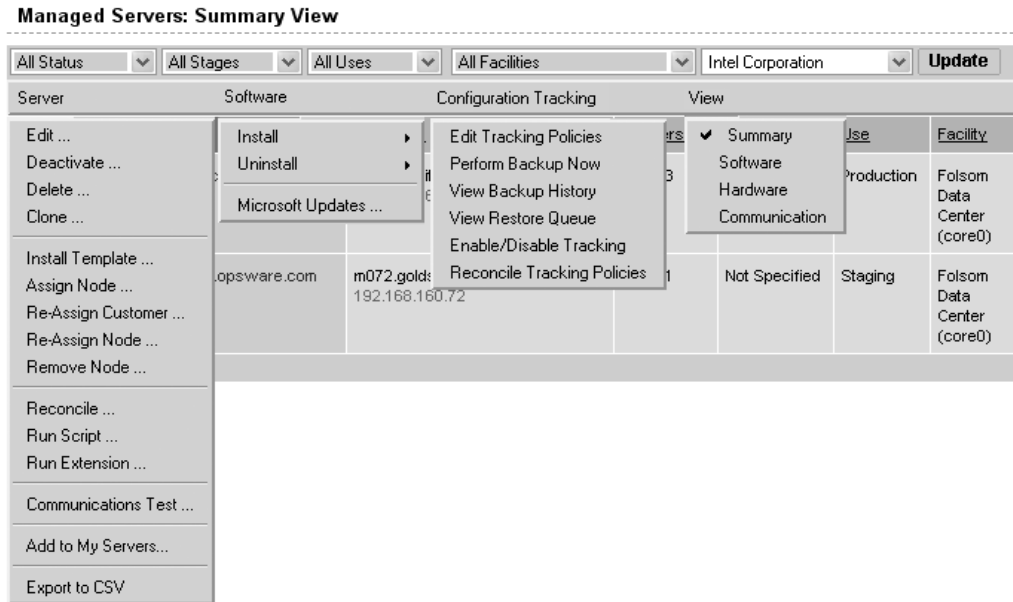 Managed Servers: Summary View
All Status All Stages All Uses All Facilities Intel Corporation Update
Server Software Configuration Tracking View
Edit ...
Deactivate ...
Delete ...
Clone ...
Install Template ...
Assign Node ...
Re-Assign Customer ...
Re-Assign Node ...
Remove Node ...
Reconcile ...
Run Script ...
Run Extension ...
Communications Test ...
Add to My Servers...
Export to CSV
Install
Uninstall
Microsoft Updates ...
Edit Tracking Policies
Perform Backup Now
View Backup History
View Restore Queue
Enable/Disable Tracking
Reconcile Tracking Policies
Summary
Software
Hardware
Communication
Facility
3 Production Folsom
Data
Center
(core0)
.opsware.com m072.golds 1 Not Specified Staging Folsom
192.168.160.72 Data
Center
(core0)